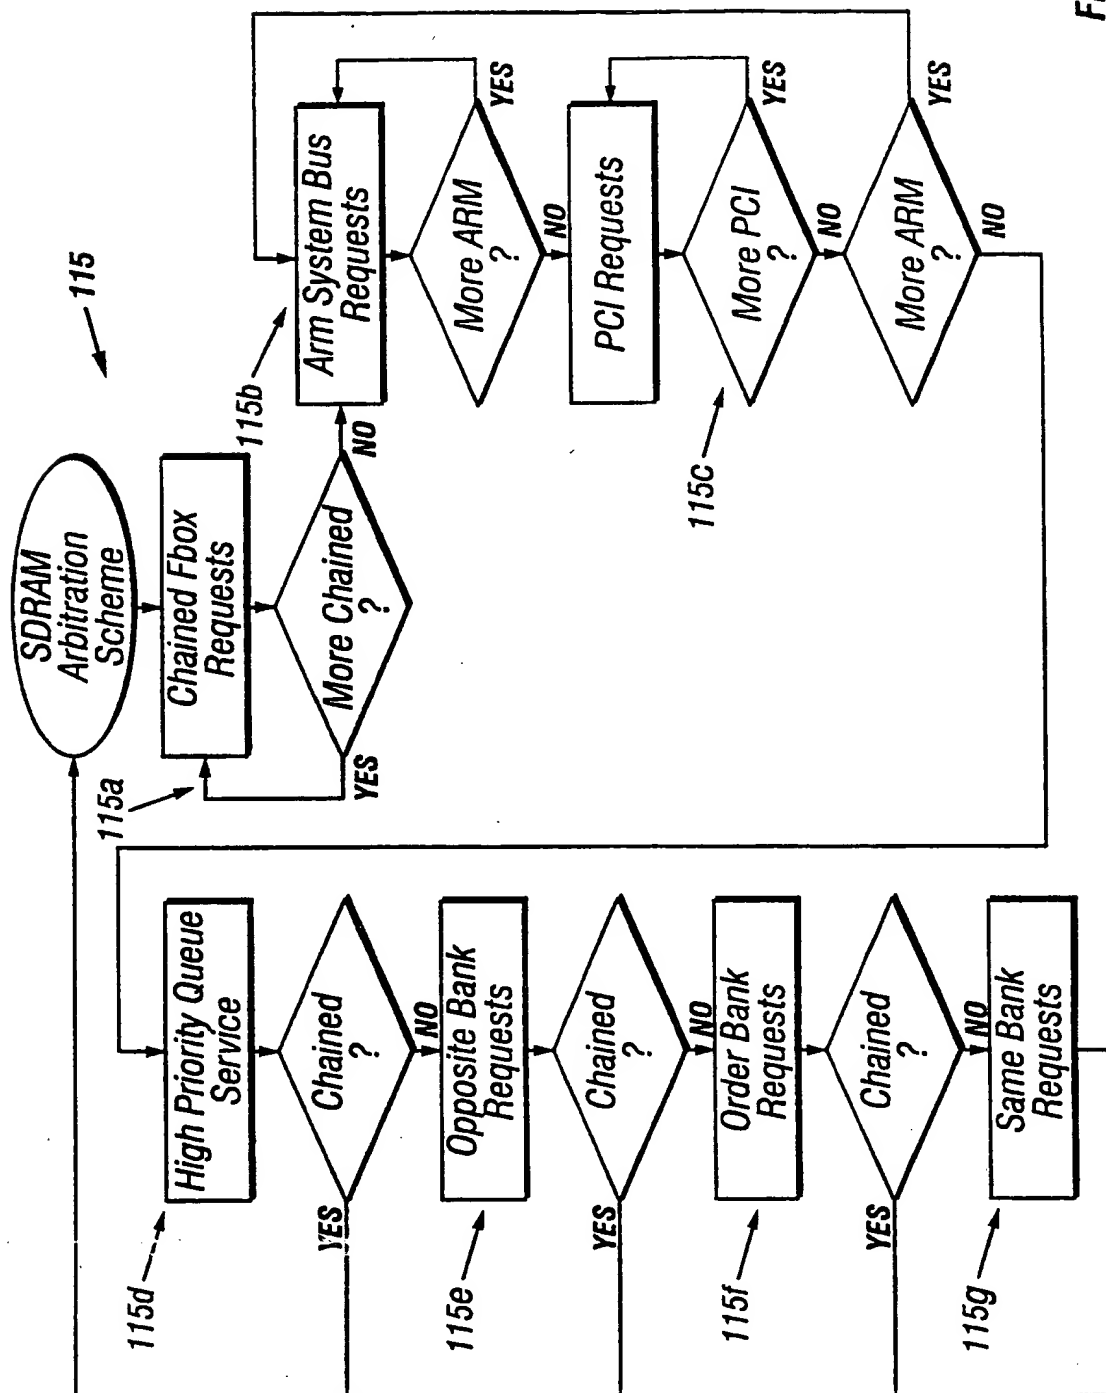 115
SDRAM
Arbitration
Scheme
115a
Chained Fbox
Requests
More Chained
?
YES
NO
115b
Arm System Bus
Requests
More ARM
?
YES
NO
PCI Requests
115c
More PCI
?
YES
NO
More ARM
?
YES
NO
115d
High Priority Queue
Service
Chained
?
YES
NO
115e
Opposite Bank
Requests
Chained
?
YES
NO
115f
Order Bank
Requests
Chained
?
YES
NO
115g
Same Bank
Requests